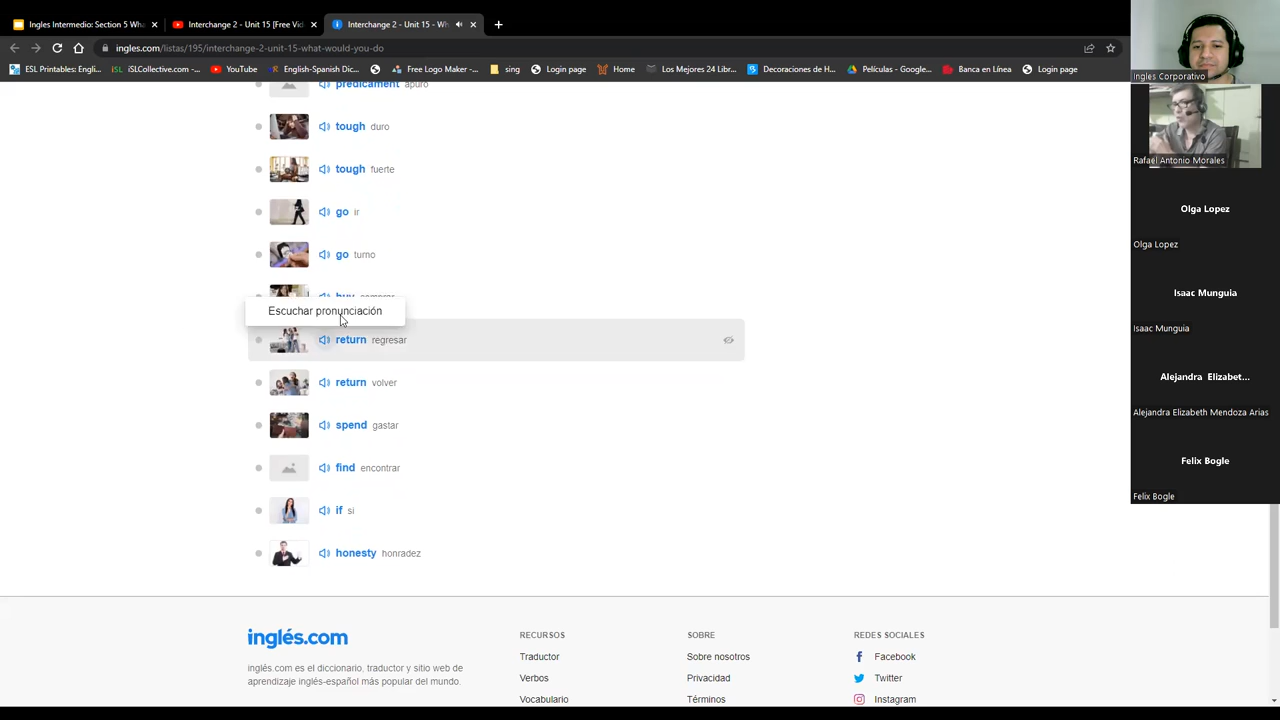 Ingles Intermedio: Section 5 Wha
Interchange 2 - Unit 15 [Free Vid
Interchange 2 - Unit 15 - Wh
ingles.com/listas/195/interchange-2-unit-15-what-would-you-do
ESL Printables: Engli...
iSLCollective.com -...
YouTube
English-Spanish Dic...
Free Logo Maker -...
sing
Login page
Home
Los Mejores 24 Libr...
Decoraciones de H...
Películas - Google...
Banca en Línea
Login page
predicament apuro
tough duro
tough fuerte
go ir
go turno
buy comprar
Escuchar pronunciación
return regresar
return volver
spend gastar
find encontrar
if si
honesty honradez
inglés.com
inglés.com es el diccionario, traductor y sitio web de
aprendizaje inglés-español más popular del mundo.
RECURSOS
Traductor
Verbos
Vocabulario
SOBRE
Sobre nosotros
Privacidad
Términos
REDES SOCIALES
Facebook
Twitter
Instagram
Ingles Corporativo
Rafael Antonio Morales
Olga Lopez
Olga Lopez
Isaac Munguia
Isaac Munguia
Alejandra Elizabet...
Alejandra Elizabeth Mendoza Arias
Felix Bogle
Felix Bogle